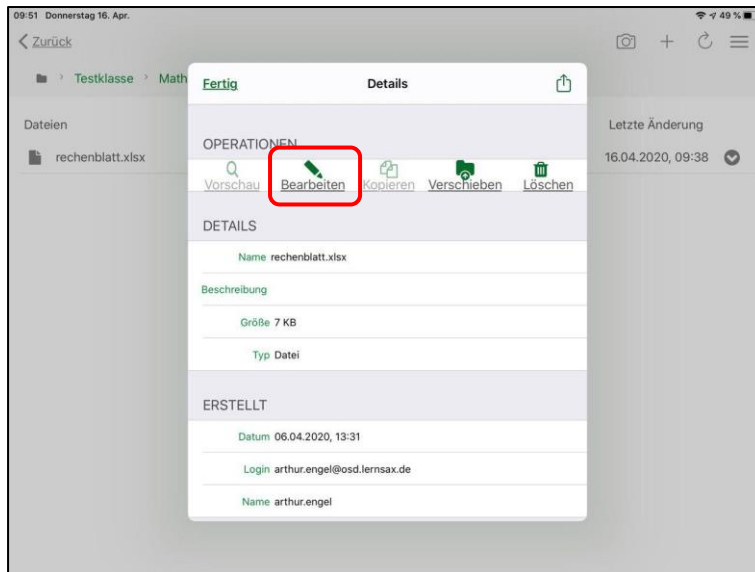 09:51 Donnerstag 16. Apr.
49 %
Zurück
Testklasse
Math
Fertig
Details
Dateien
Letzte Änderung
OPERATIONEN
rechenblatt.xlsx
16.04.2020, 09:38
Vorschau Bearbeiten Kopieren Verschieben Löschen
DETAILS
Name rechenblatt.xlsx
Beschreibung
Größe 7 KB
Typ Datei
ERSTELLT
Datum 06.04.2020, 13:31
Login arthur.engel@osd.lernsax.de
Name arthur.engel